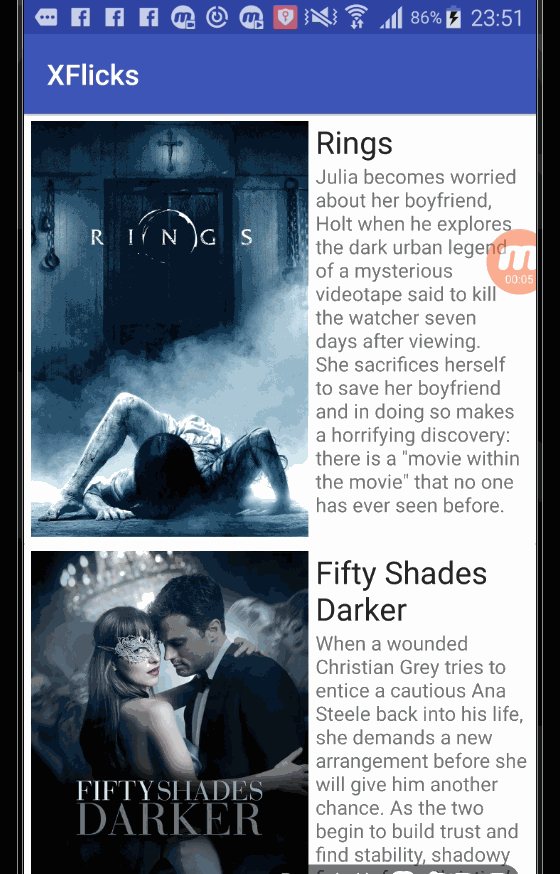 86% 23:51
XFlicks
RINGS
Rings
Julia becomes worried
about her boyfriend,
Holt when he explores
the dark urban legend
of a mysterious
videotape said to kill
the watcher seven
days after viewing.
She sacrifices herself
to save her boyfriend
and in doing so makes
a horrifying discovery:
there is a "movie within
the movie" that no one
has ever seen before.
00:05
FIFTY SHADES
DARKER
Fifty Shades
Darker
When a wounded
Christian Grey tries to
entice a cautious Ana
Steele back into his life,
she demands a new
arrangement before she
will give him another
chance. As the two
begin to build trust and
find stability, shadowy